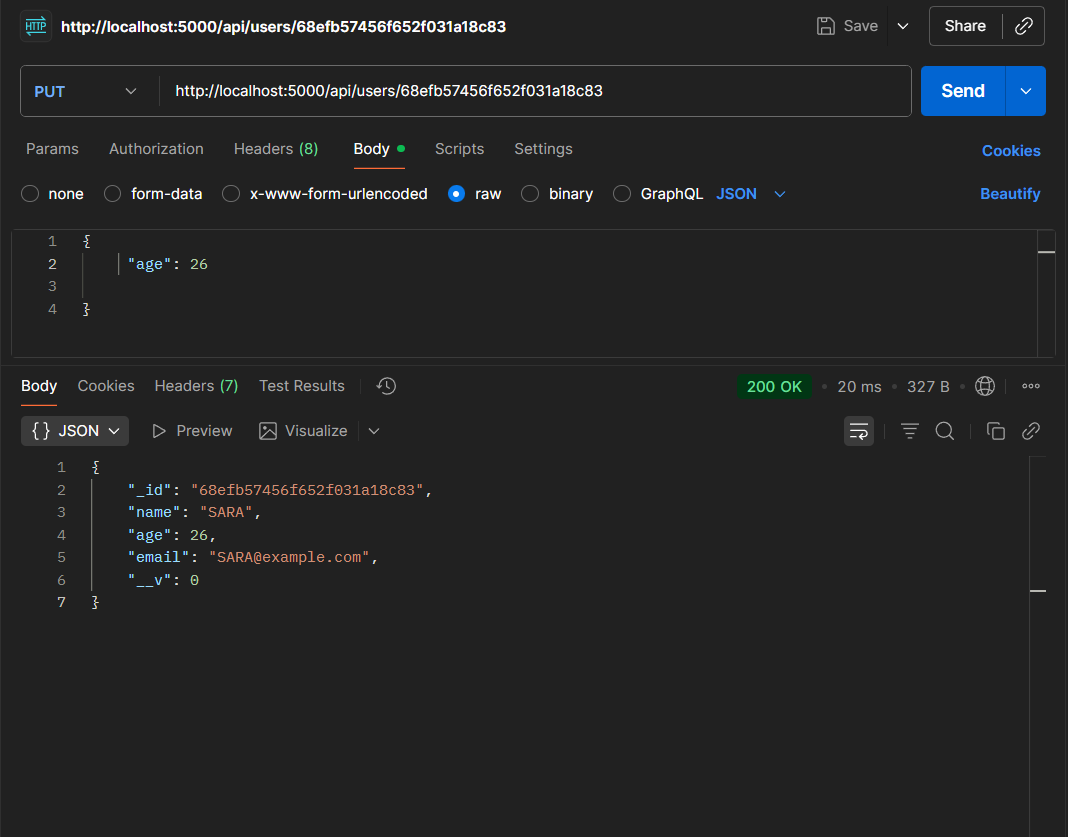 HTTP http://localhost:5000/api/users/68efb57456f652f031a18c83 Save Share
PUT http://localhost:5000/api/users/68efb57456f652f031a18c83 Send
Params Authorization Headers (8) Body Scripts Settings Cookies
none form-data x-www-form-urlencoded raw binary GraphQL JSON Beautify
1 {
2 "age": 26
3
4 }
Body Cookies Headers (7) Test Results 200 OK • 20 ms • 327 B •
{} JSON Preview Visualize
1 {
2 "_id": "68efb57456f652f031a18c83",
3 "name": "SARA",
4 "age": 26,
5 "email": "SARA@example.com",
6 "__v": 0
7 }